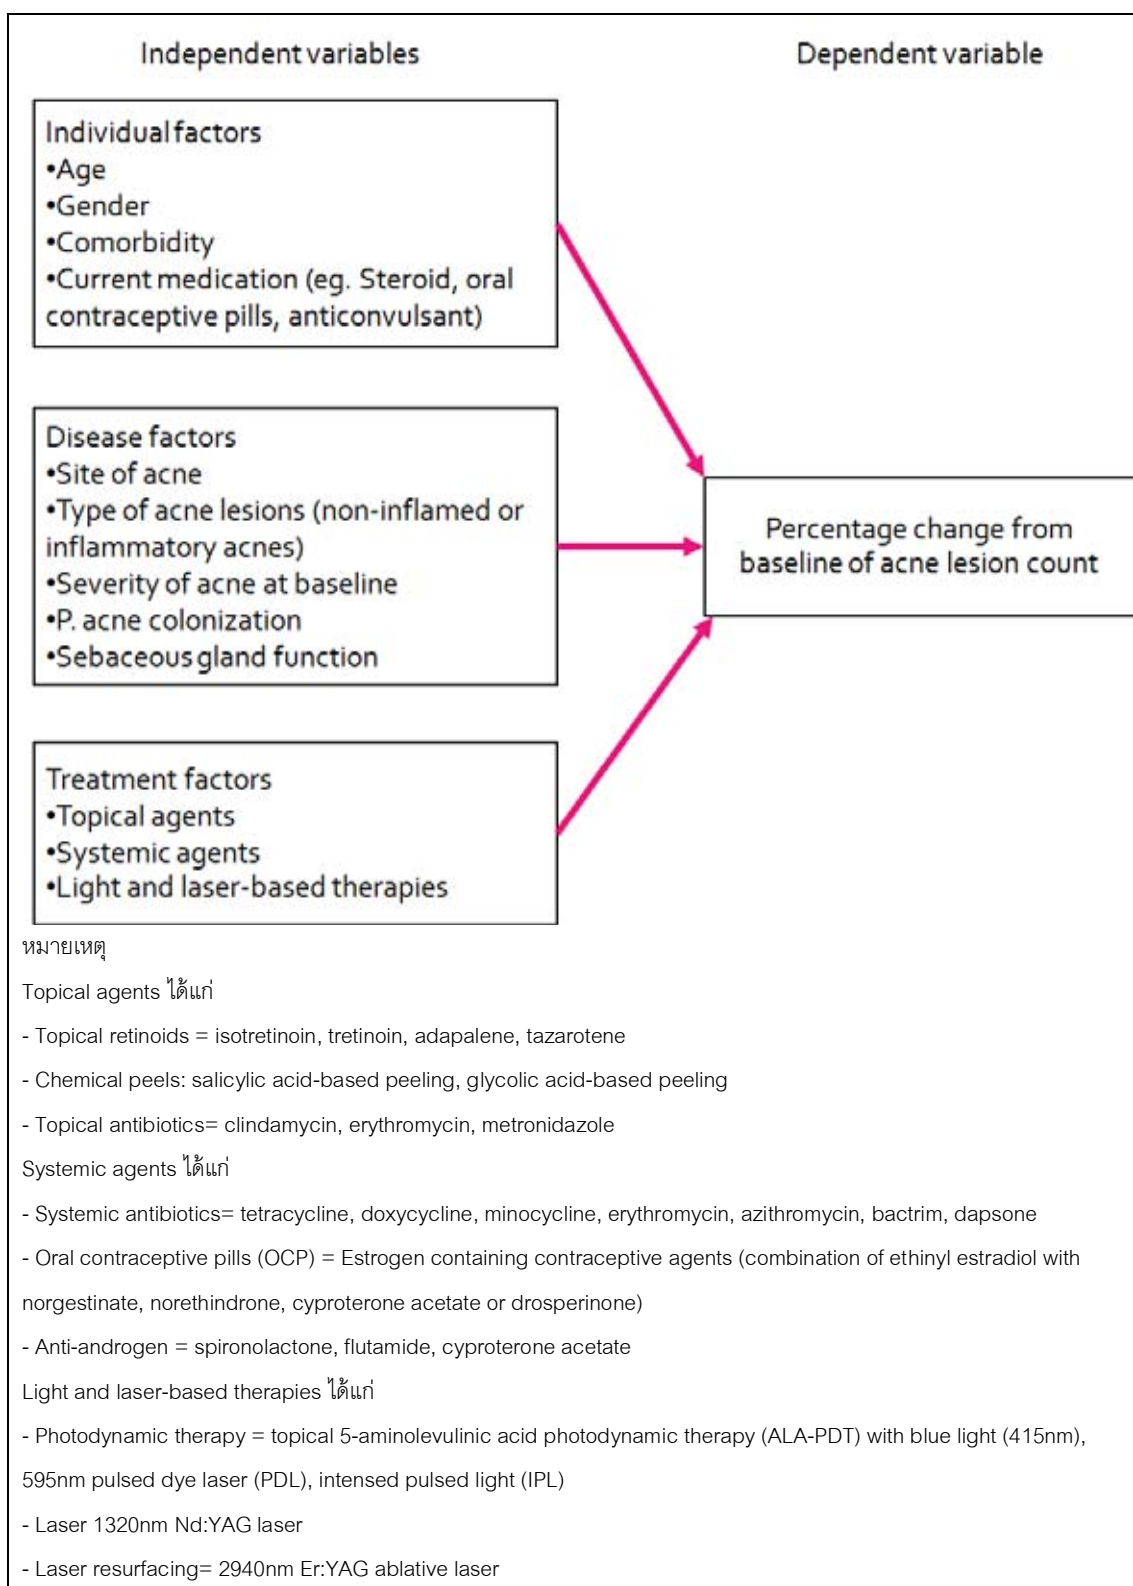 Independent variables
Dependent variable
Individual factors
•Age
•Gender
•Comorbidity
•Current medication (eg. Steroid, oral
contraceptive pills, anticonvulsant)
Disease factors
•Site of acne
•Type of acne lesions (non-inflamed or
inflammatory acnes)
•Severity of acne at baseline
•P. acne colonization
•Sebaceous gland function
Percentage change from
baseline of acne lesion count
Treatment factors
•Topical agents
•Systemic agents
•Light and laser-based therapies
หมายเหตุ
Topical agents ได้แก่
- Topical retinoids = isotretinoin, tretinoin, adapalene, tazarotene
- Chemical peels: salicylic acid-based peeling, glycolic acid-based peeling
- Topical antibiotics= clindamycin, erythromycin, metronidazole
Systemic agents ได้แก่
- Systemic antibiotics= tetracycline, doxycycline, minocycline, erythromycin, azithromycin, bactrim, dapsone
- Oral contraceptive pills (OCP) = Estrogen containing contraceptive agents (combination of ethinyl estradiol with
norgestinate, norethindrone, cyproterone acetate or drosperinone)
- Anti-androgen = spironolactone, flutamide, cyproterone acetate
Light and laser-based therapies ได้แก่
- Photodynamic therapy = topical 5-aminolevulinic acid photodynamic therapy (ALA-PDT) with blue light (415nm),
595nm pulsed dye laser (PDL), intensed pulsed light (IPL)
- Laser 1320nm Nd:YAG laser
- Laser resurfacing= 2940nm Er:YAG ablative laser